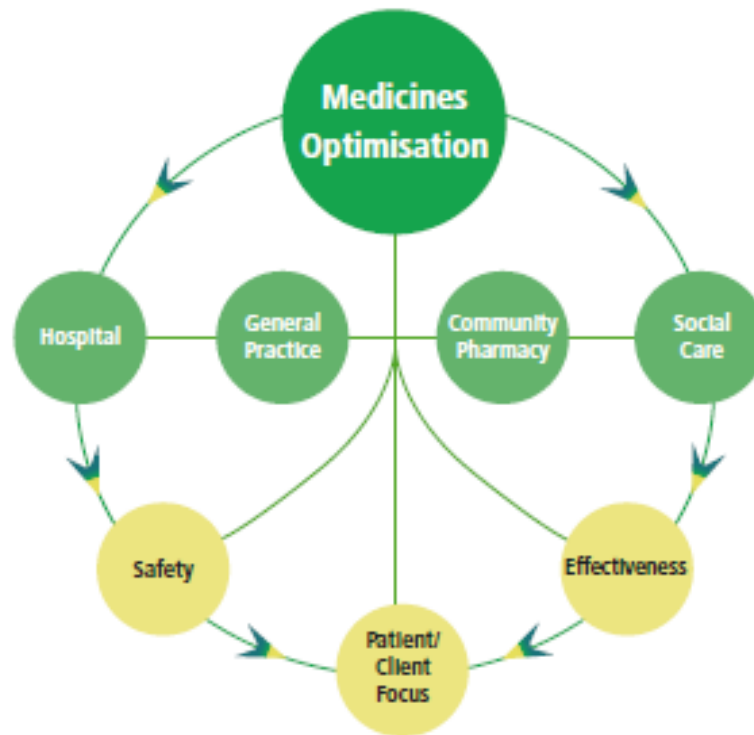 Medicines
Optimisation
Hospital
General
Practice
Community
Pharmacy
Social
Care
Safety
Effectiveness
Patient/
Client
Focus